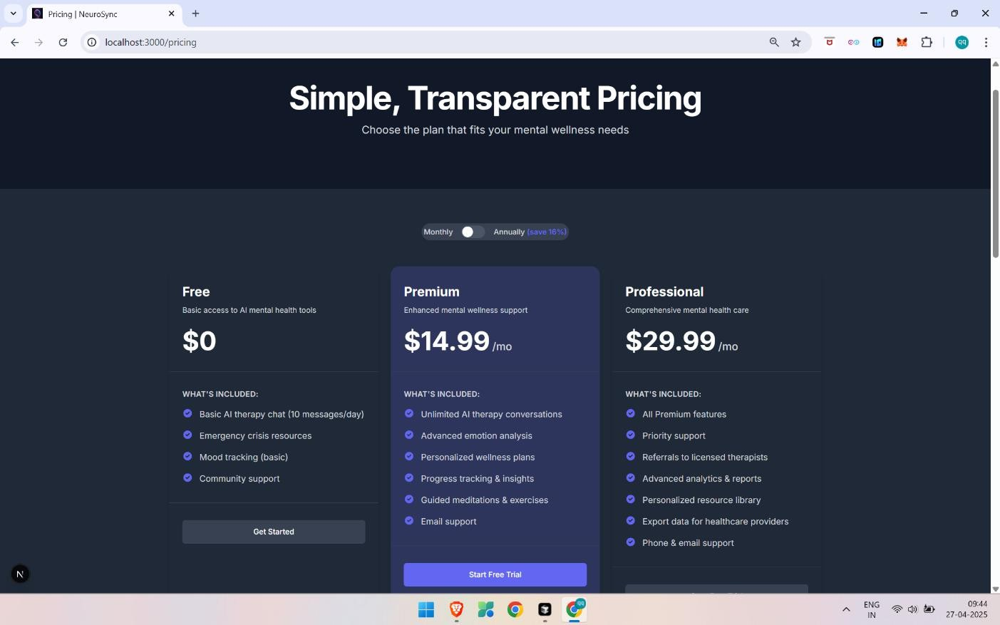 Pricing | NeuroSync
localhost:3000/pricing
qq
Simple, Transparent Pricing
Choose the plan that fits your mental wellness needs
Monthly Annually (save 16%)
Free
Basic access to AI mental health tools
$0
WHAT'S INCLUDED:
Basic AI therapy chat (10 messages/day)
Emergency crisis resources
Mood tracking (basic)
Community support
Get Started
Premium
Enhanced mental wellness support
$14.99 /mo
WHAT'S INCLUDED:
Unlimited AI therapy conversations
Advanced emotion analysis
Personalized wellness plans
Progress tracking & insights
Guided meditations & exercises
Email support
Start Free Trial
Professional
Comprehensive mental health care
$29.99 /mo
WHAT'S INCLUDED:
All Premium features
Priority support
Referrals to licensed therapists
Advanced analytics & reports
Personalized resource library
Export data for healthcare providers
Phone & email support
N
qq
ENG
IN
09:44
27-04-2025